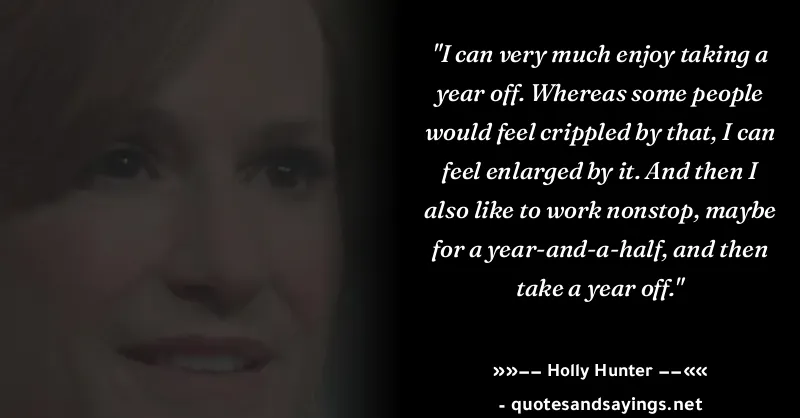 "I can very much enjoy taking a
year off. Whereas some people
would feel crippled by that, I can
feel enlarged by it. And then I
also like to work nonstop, maybe
for a year-and-a-half, and then
take a year off."
»»–– Holly Hunter ––««
- quotesandsayings.net